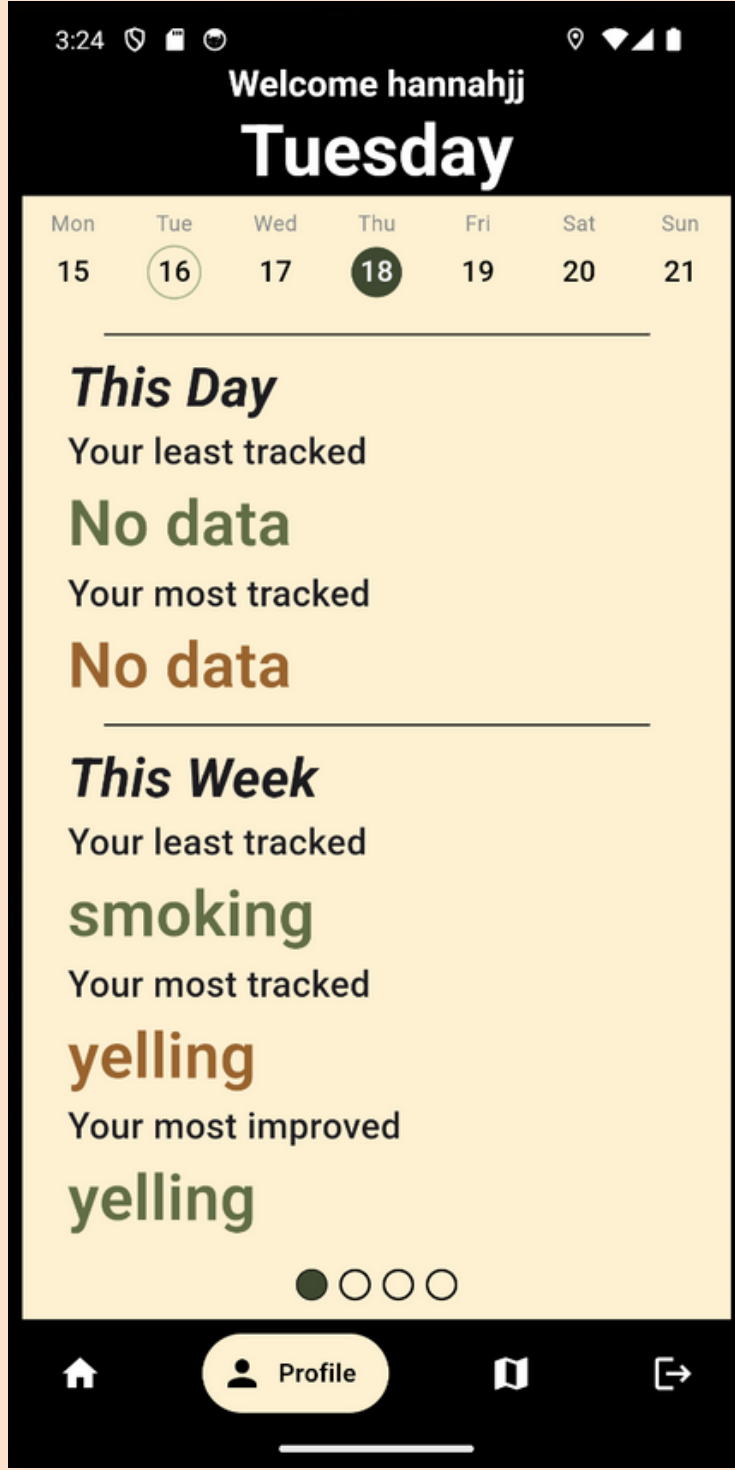 3:24
Welcome hannahjj
Tuesday
Mon Tue Wed Thu Fri Sat Sun
15 16 17 18 19 20 21
This Day
Your least tracked
No data
Your most tracked
No data
This Week
Your least tracked
smoking
Your most tracked
yelling
Your most improved
yelling
Profile